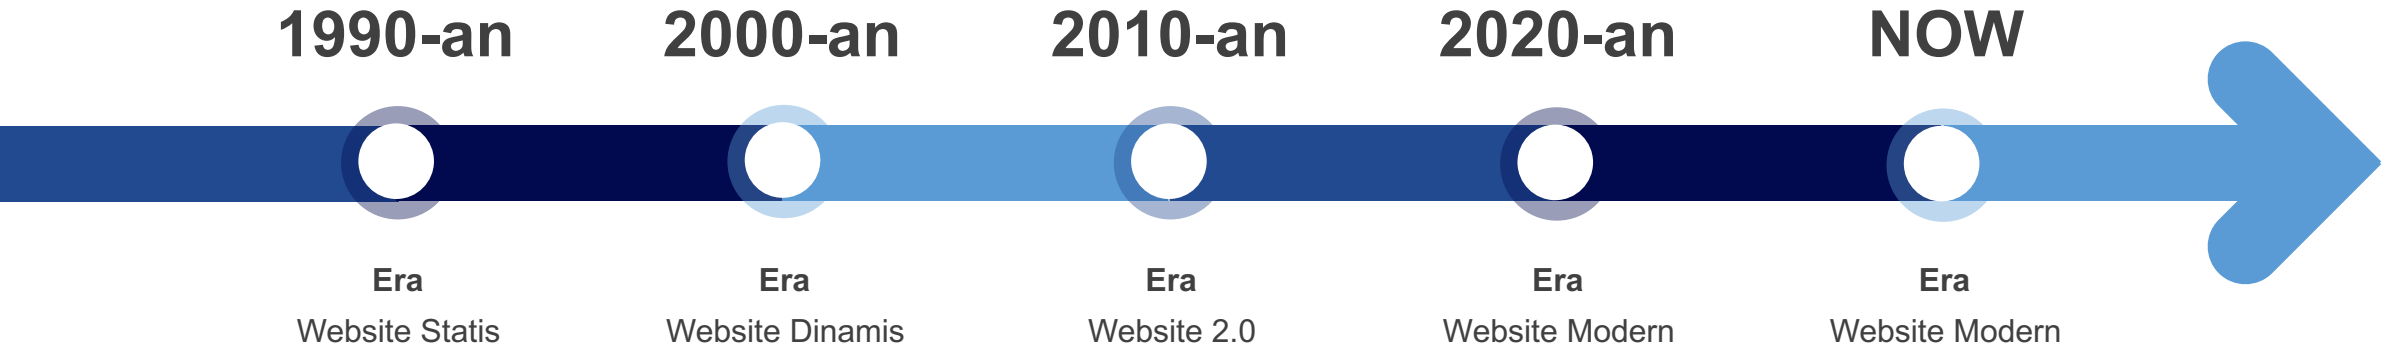 1990-an
2000-an
2010-an
2020-an
NOW
Era
Website Statis
Era
Website Dinamis
Era
Website 2.0
Era
Website Modern
Era
Website Modern